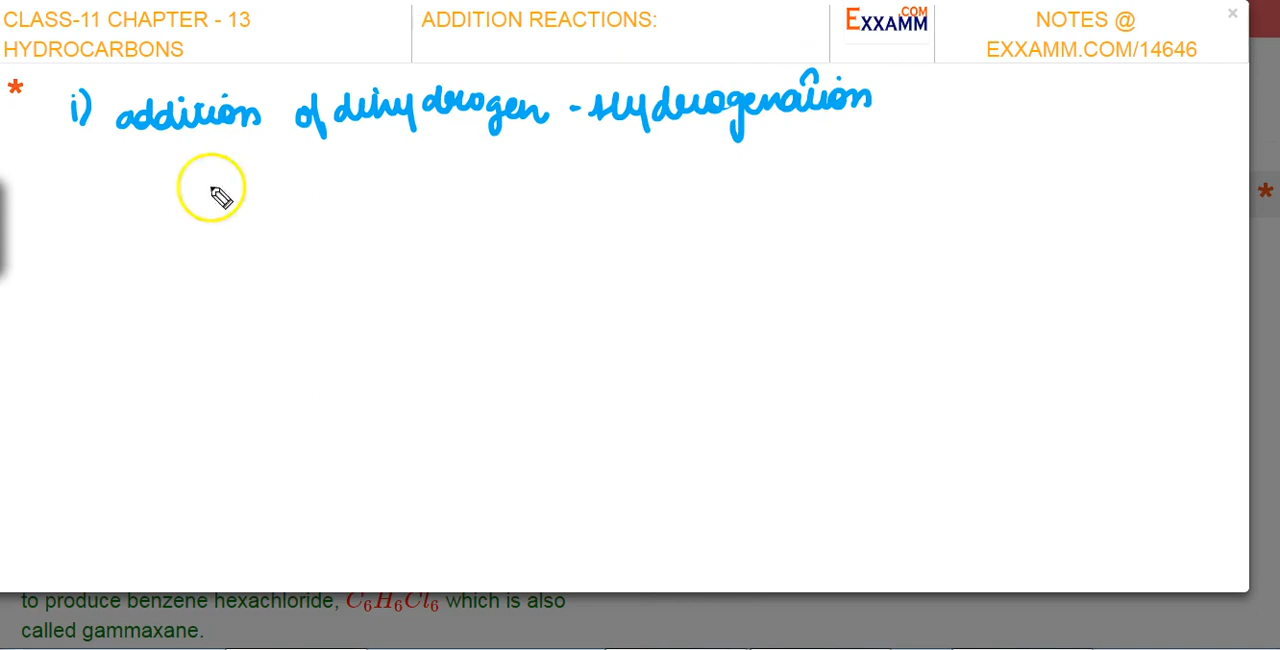 CLASS-11 CHAPTER - 13
HYDROCARBONS
ADDITION REACTIONS:
EXXAMM
.COM
NOTES @
EXXAMM.COM/14646
×
*
i) addition of dihydrogen - Hydrogenation
*
to produce benzene hexachloride, C₆H₆Cl₆ which is also
called gammaxane.